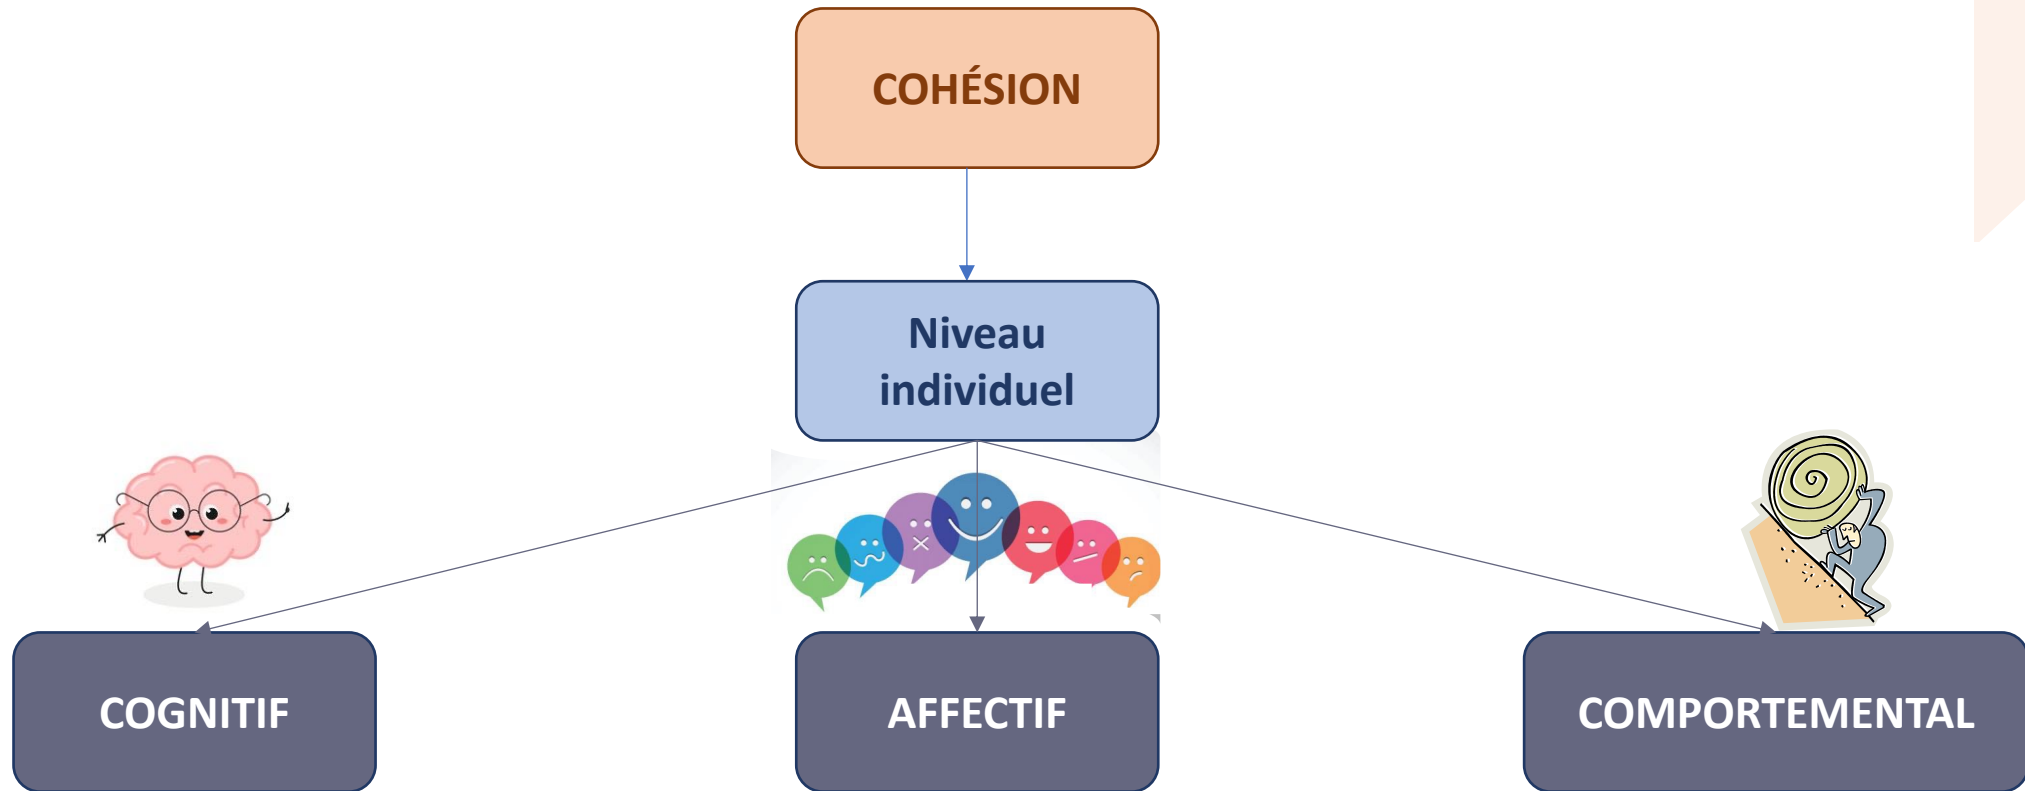 COHÉSION
Niveau
individuel
COGNITIF
AFFECTIF
COMPORTEMENTAL